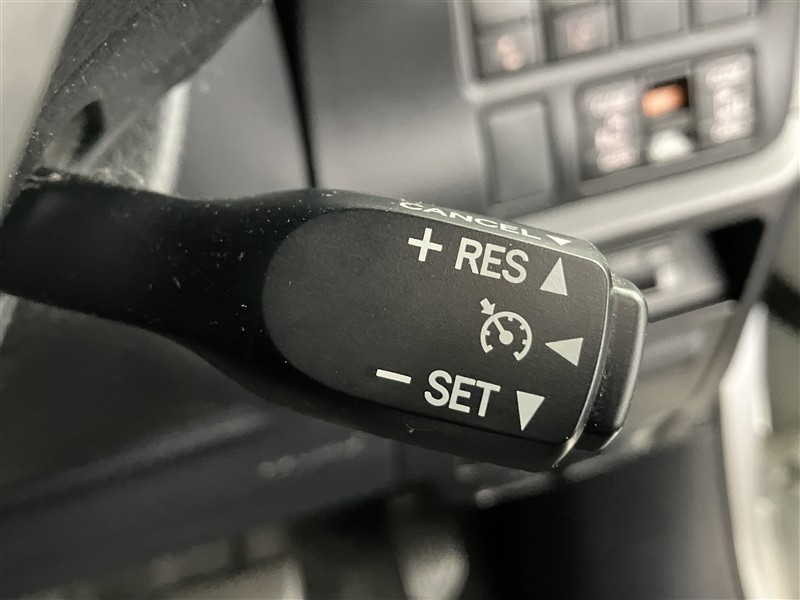 CANCEL ▼
+ RES ▲
◀
− SET ▼